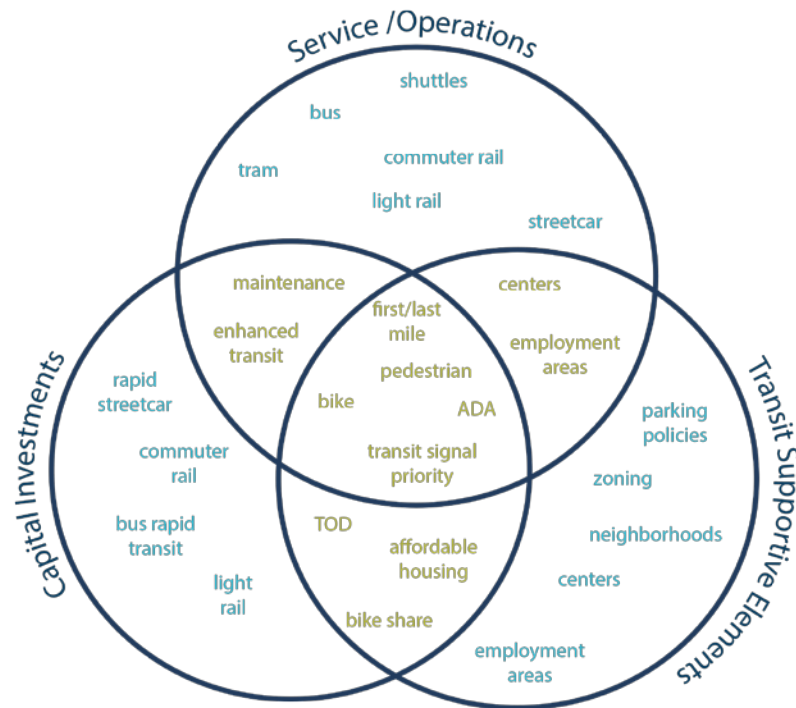 Service /Operations
shuttles
bus
commuter rail
tram
light rail
streetcar
maintenance
centers
first/last
mile
enhanced
transit
employment
areas
pedestrian
bike
ADA
transit signal
priority
Capital Investments
rapid
streetcar
commuter
rail
bus rapid
transit
light
rail
TOD
affordable
housing
bike share
Transit Supportive Elements
parking
policies
zoning
neighborhoods
centers
employment
areas